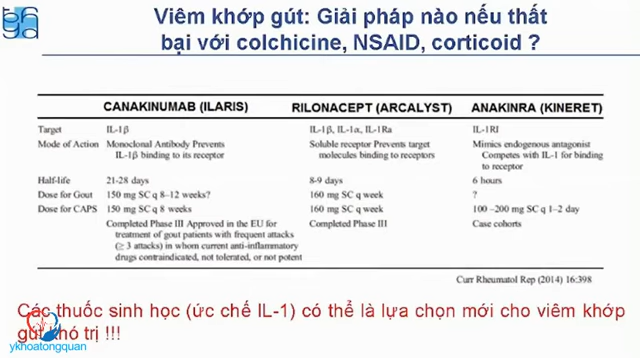 Viêm khớp gút: Giải pháp nào nếu thất
bại với colchicine, NSAID, corticoid ?
CANAKINUMAB (ILARIS) RILONACEPT (ARCALYST) ANAKINRA (KINERET)
Target IL-1β IL-1β, IL-1α, IL-1Ra IL-1RI
Mode of Action Monoclonal Antibody Prevents Soluble receptor Prevents target Mimics endogenous antagonist
IL-1β binding to its receptor molecules binding to receptors Competes with IL-1 for binding
to receptor
Half-life 21-28 days 8-9 days 6 hours
Dose for Gout 150 mg SC q 8–12 weeks? 160 mg SC q week ?
Dose for CAPS 150 mg SC q 8 weeks 160 mg SC q week 100 –200 mg SC q 1–2 day
Completed Phase III Approved in the EU for Completed Phase III Case cohorts
treatment of gout patients with frequent attacks
(≥ 3 attacks) in whom current anti-inflammatory
drugs contraindicated, not tolerated, or not potent
Curr Rheumatol Rep (2014) 16:398
Các thuốc sinh học (ức chế IL-1) có thể là lựa chọn mới cho viêm khớp
gút khó trị !!!
ykhoatongquan